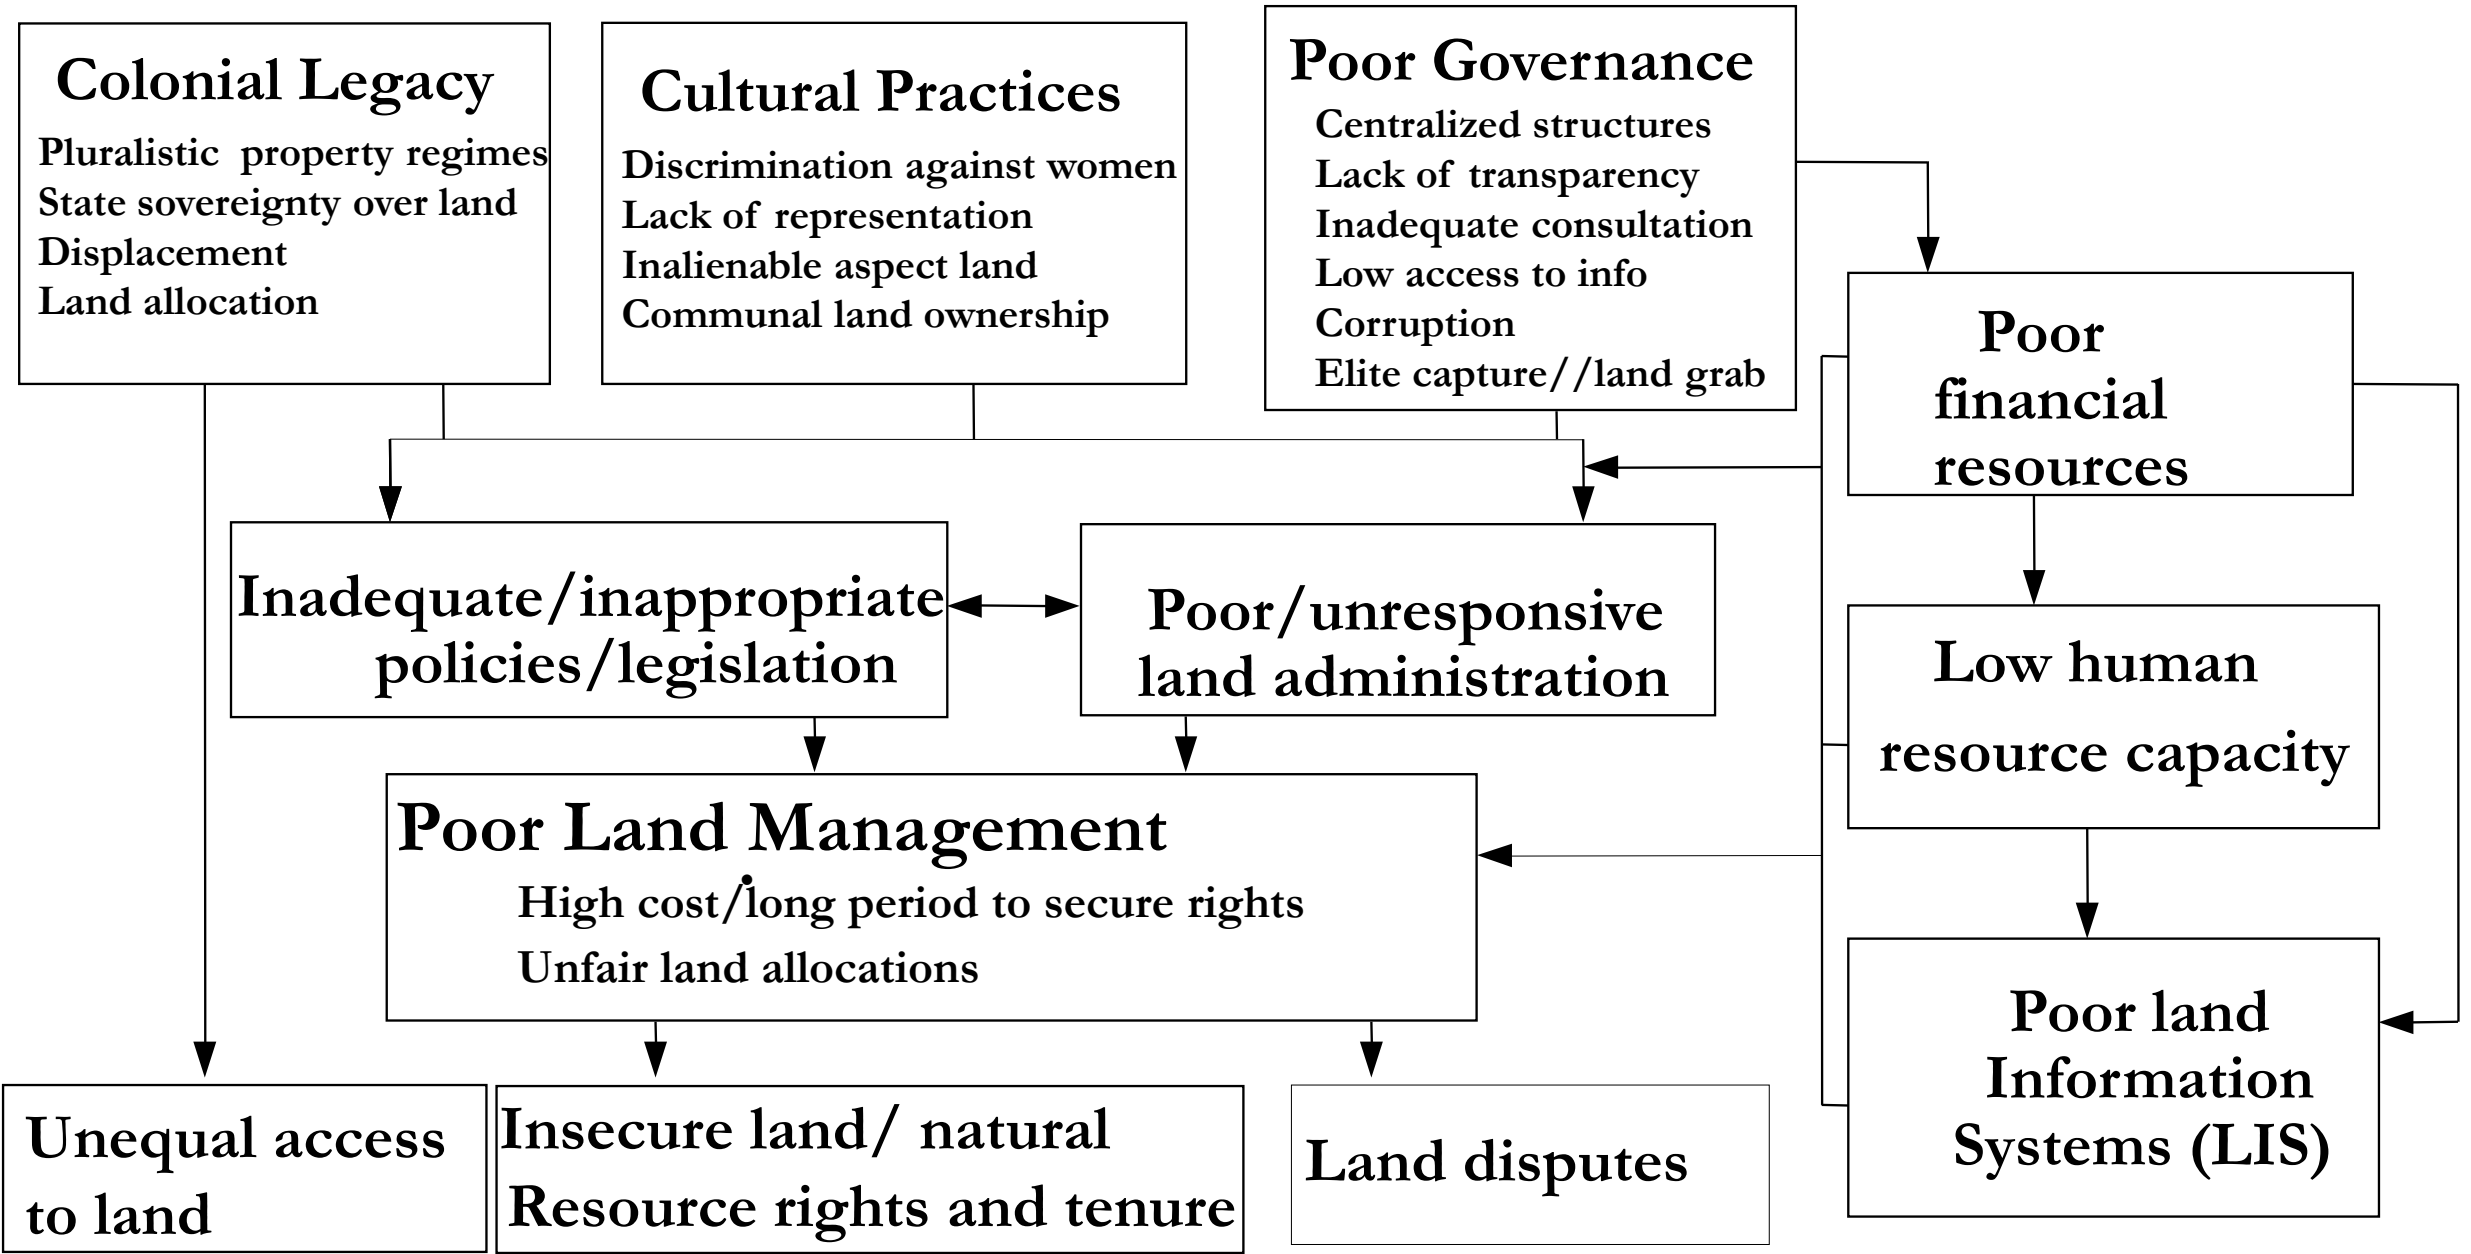 Colonial Legacy
Pluralistic property regimes
State sovereignty over land
Displacement
Land allocation
Cultural Practices
Discrimination against women
Lack of representation
Inalienable aspect land
Communal land ownership
Poor Governance
Centralized structures
Lack of transparency
Inadequate consultation
Low access to info
Corruption
Elite capture//land grab
Poor
financial
resources
Inadequate/inappropriate
policies/legislation
Poor/unresponsive
land administration
Low human
resource capacity
Poor Land Management
High cost/long period to secure rights
Unfair land allocations
Poor land
Information
Systems (LIS)
Unequal access
to land
Insecure land/ natural
Resource rights and tenure
Land disputes